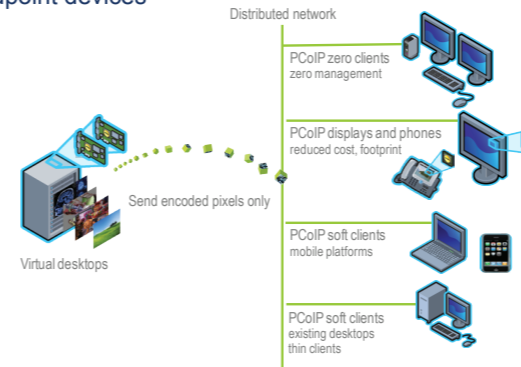 Distributed network
PCoIP zero clients
zero management
PCoIP displays and phones
reduced cost, footprint
Send encoded pixels only
PCoIP soft clients
mobile platforms
Virtual desktops
PCoIP soft clients
existing desktops
thin clients